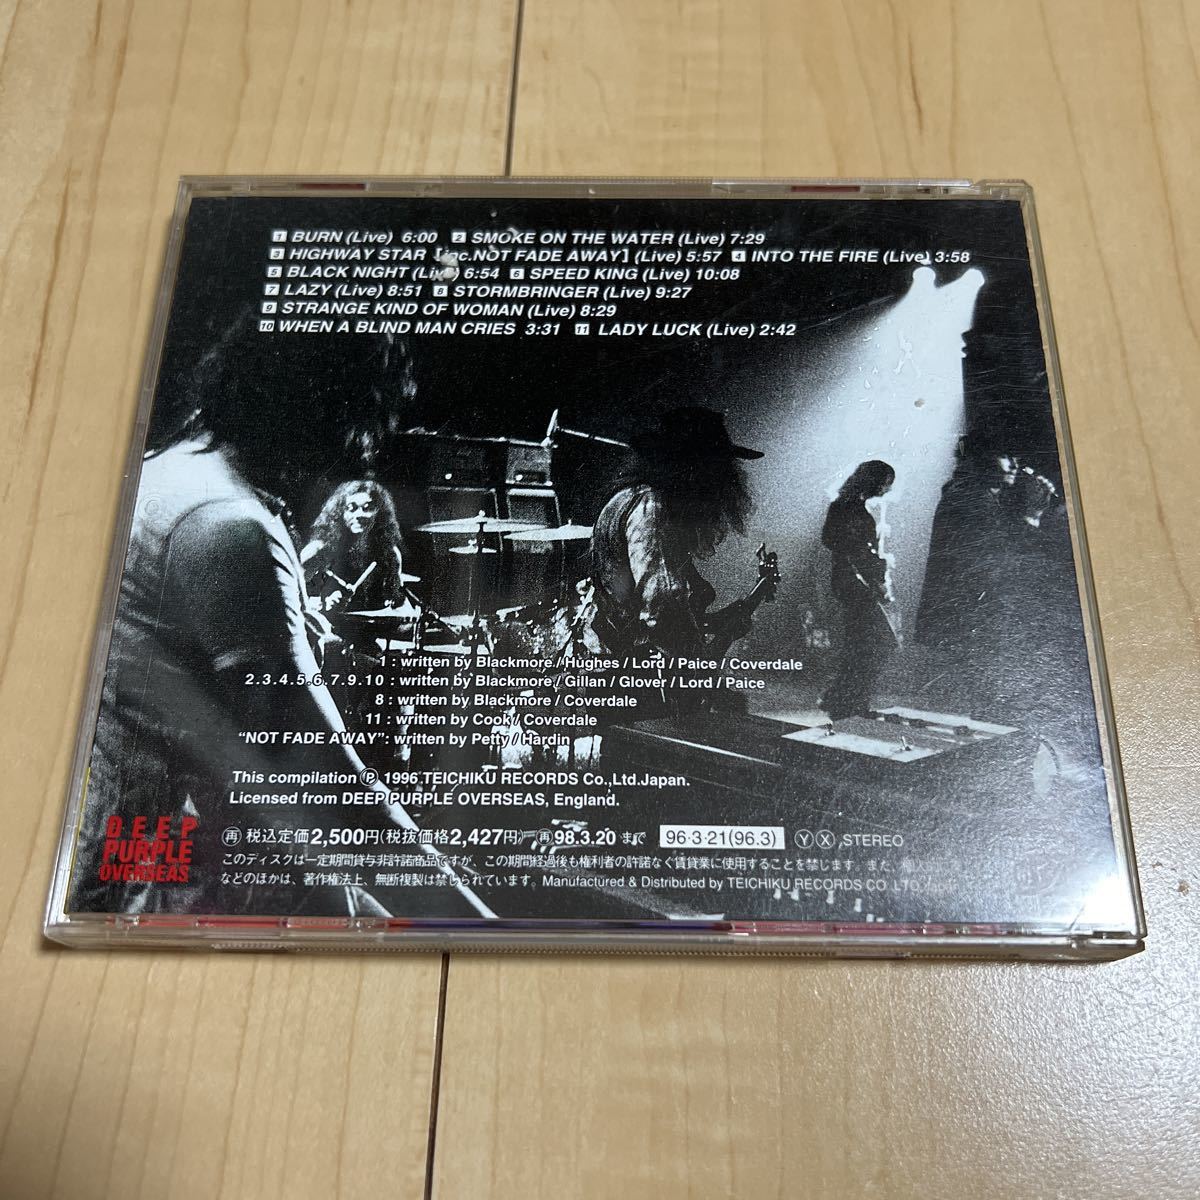 1 BURN (Live) 6:00 2 SMOKE ON THE WATER (Live) 7:29
3 HIGHWAY STAR [inc.NOT FADE AWAY] (Live) 5:57 4 INTO THE FIRE (Live) 3:58
5 BLACK NIGHT (Live) 6:54 6 SPEED KING (Live) 10:08
7 LAZY (Live) 8:51 8 STORMBRINGER (Live) 9:27
9 STRANGE KIND OF WOMAN (Live) 8:29
10 WHEN A BLIND MAN CRIES 3:31 11 LADY LUCK (Live) 2:42
1 : written by Blackmore / Hughes / Lord / Paice / Coverdale
2.3.4.5.6.7.9.10 : written by Blackmore / Gillan / Glover / Lord / Paice
8 : written by Blackmore / Coverdale
11 : written by Cook / Coverdale
“NOT FADE AWAY” : written by Petty / Hardin
This compilation ℗ 1996 TEICHIKU RECORDS Co.,Ltd.Japan.
Licensed from DEEP PURPLE OVERSEAS, England.
DEEP
PURPLE
OVERSEAS
再 税込定価2,500円(税抜価格2,427円) 再 98.3.20 まで 96・3・21(96.3) Y X STEREO
このディスクは一定期間貸与非許諾商品ですが、この期間経過後も権利者の許諾なく賃貸業に使用することを禁じます。また、個人
などのほかは、著作権法上、無断複製は禁じられています。Manufactured & Distributed by TEICHIKU RECORDS CO. LTD.